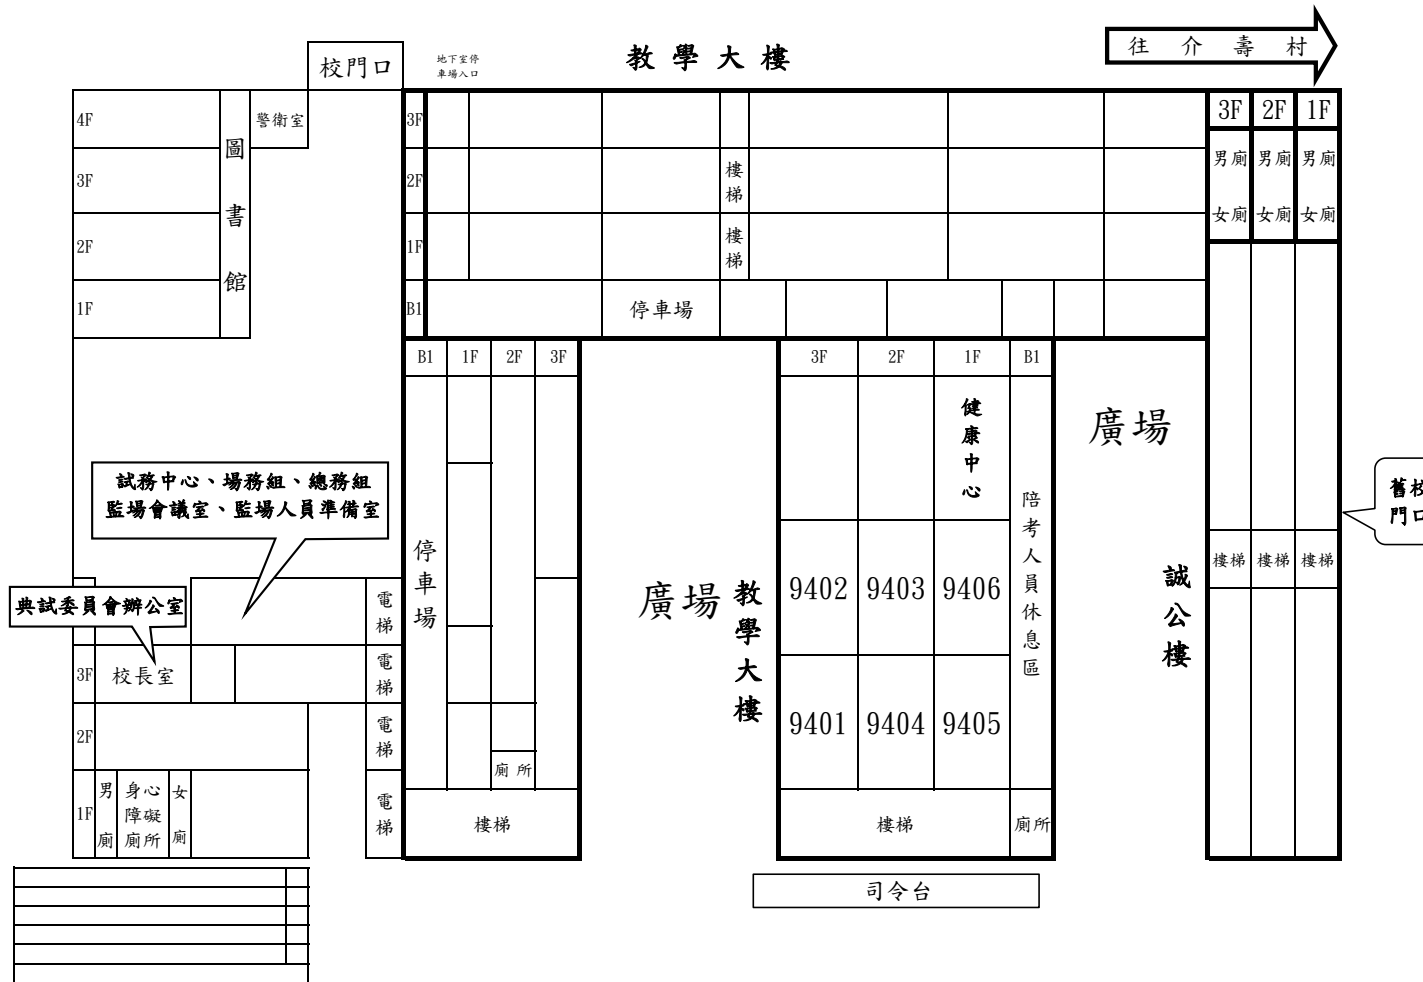 校門口
地下室停
車場入口
教學大樓
往介壽村
4F
3F
2F
1F
圖書館
警衛室
3F
2F
1F
B1
樓梯
樓梯
停車場
3F 2F 1F
男廁 男廁 男廁
女廁 女廁 女廁
樓梯 樓梯 樓梯
B1 1F 2F 3F
停車場
廁所
樓梯
廣場
教學大樓
3F 2F 1F B1
健康中心
9402 9403 9406
9401 9404 9405
陪考人員休息區
樓梯
廁所
廣場
誠公樓
舊校
門口
試務中心、場務組、總務組
監場會議室、監場人員準備室
典試委員會辦公室
電梯
3F
校長室
電梯
2F
電梯
1F
男廁
身心
障礙
廁所
女廁
電梯
司令台